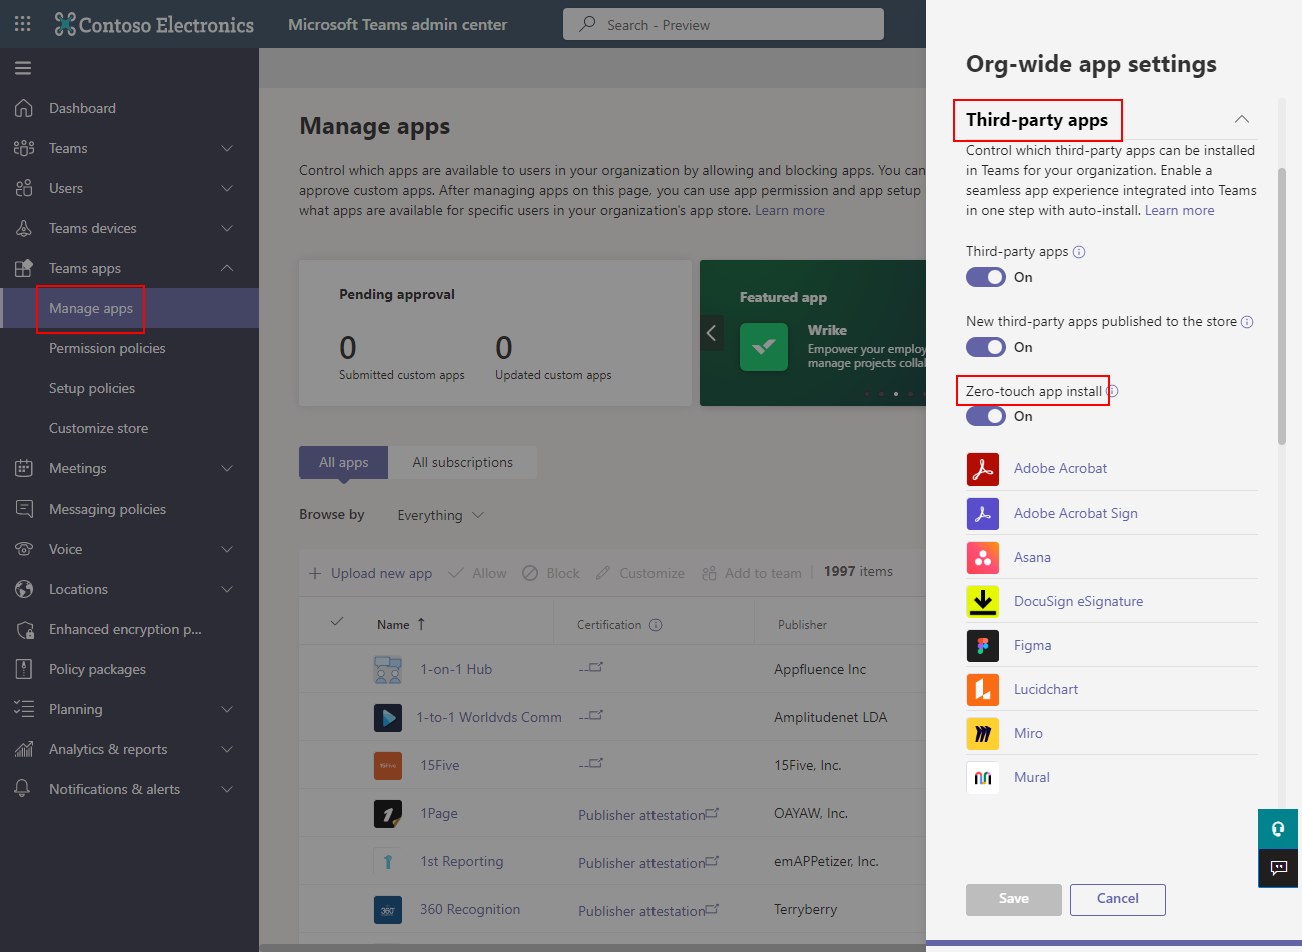 Contoso Electronics
Microsoft Teams admin center
Search - Preview
Dashboard
Teams
Users
Teams devices
Teams apps
Manage apps
Permission policies
Setup policies
Customize store
Meetings
Messaging policies
Voice
Locations
Enhanced encryption p...
Policy packages
Planning
Analytics & reports
Notifications & alerts
Manage apps
Control which apps are available to users in your organization by allowing and blocking apps. You can
approve custom apps. After managing apps on this page, you can use app permission and app setup
what apps are available for specific users in your organization's app store. Learn more
Pending approval
0
Submitted custom apps
0
Updated custom apps
Featured app
Wrike
Empower your employ
manage projects colla
All apps
All subscriptions
Browse by
Everything
Upload new app
Allow
Block
Customize
Add to team
1997 items
Name ↑
Certification
Publisher
1-on-1 Hub
--
Appfluence Inc
1-to-1 Worldvds Comm
--
Amplitudenet LDA
15Five
--
15Five, Inc.
1Page
Publisher attestation
OAYAW, Inc.
1st Reporting
Publisher attestation
emAPPetizer, Inc.
360 Recognition
Publisher attestation
Terryberry
Org-wide app settings
Third-party apps
Control which third-party apps can be installed
in Teams for your organization. Enable a
seamless app experience integrated into Teams
in one step with auto-install. Learn more
Third-party apps
On
New third-party apps published to the store
On
Zero-touch app install
On
Adobe Acrobat
Adobe Acrobat Sign
Asana
DocuSign eSignature
Figma
Lucidchart
Miro
Mural
Save
Cancel